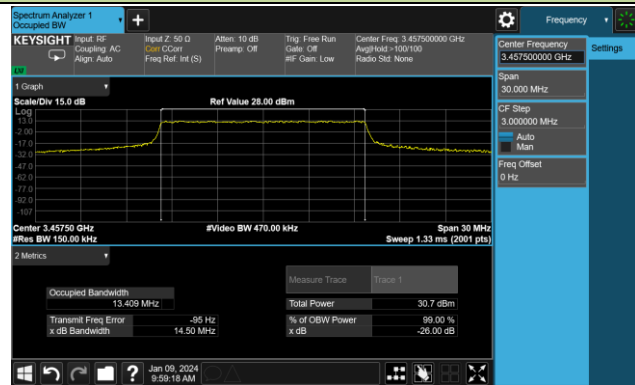 Spectrum Analyzer 1
Occupied BW
Frequency
KEYSIGHT
Input: RF
Coupling: AC
Align: Auto
Input Z: 50 Ω
Corr CCorr
Freq Ref: Int (S)
Atten: 10 dB
Preamp: Off
Trig: Free Run
Gate: Off
#IF Gain: Low
Center Freq: 3.457500000 GHz
Avg|Hold:>100/100
Radio Std: None
Center Frequency
3.457500000 GHz
Settings
Span
30.000 MHz
CF Step
3.000000 MHz
Auto
Man
Freq Offset
0 Hz
1 Graph
Scale/Div 15.0 dB
Ref Value 28.00 dBm
Log
13.0
-2.00
-17.0
-32.0
-47.0
-62.0
-77.0
-92.0
-107
Center 3.45750 GHz
#Video BW 470.00 kHz
Span 30 MHz
#Res BW 150.00 kHz
Sweep 1.33 ms (2001 pts)
2 Metrics
Measure Trace
Trace 1
Occupied Bandwidth
13.409 MHz
Total Power
30.7 dBm
Transmit Freq Error
-95 Hz
% of OBW Power
99.00 %
x dB Bandwidth
14.50 MHz
x dB
-26.00 dB
Jan 09, 2024
9:59:18 AM